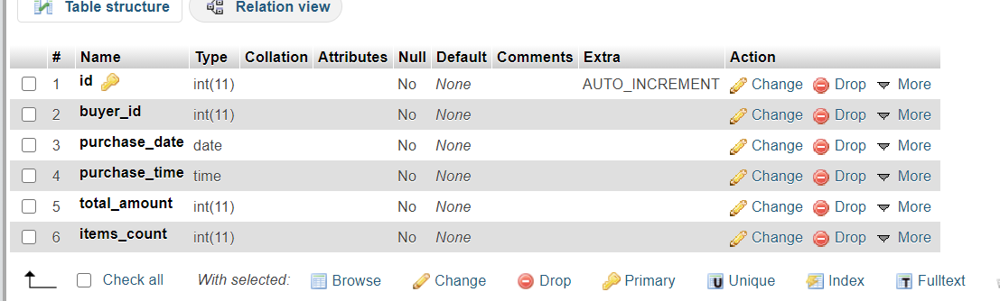 Table structure Relation view
# Name Type Collation Attributes Null Default Comments Extra Action
1 id int(11) No None AUTO_INCREMENT Change Drop More
2 buyer_id int(11) No None Change Drop More
3 purchase_date date No None Change Drop More
4 purchase_time time No None Change Drop More
5 total_amount int(11) No None Change Drop More
6 items_count int(11) No None Change Drop More
Check all With selected: Browse Change Drop Primary U Unique Index T Fulltext